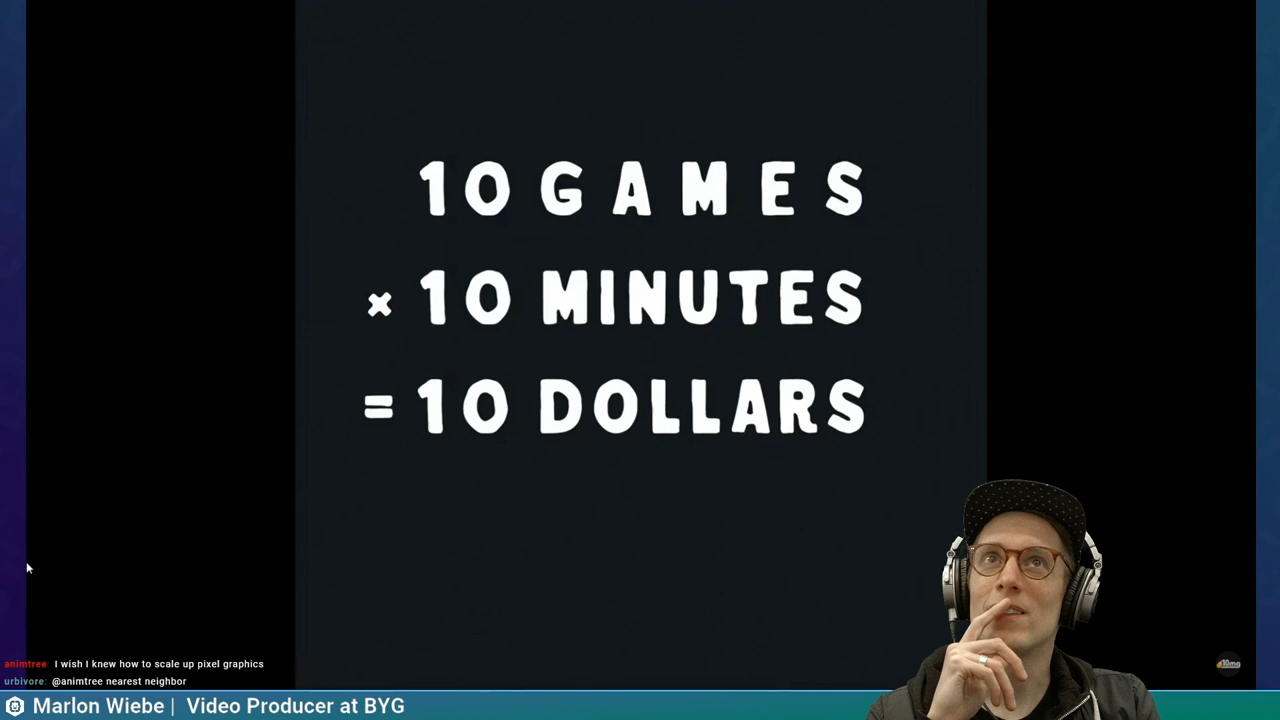 10 GAMES
× 10 MINUTES
= 10 DOLLARS
animtree: I wish I knew how to scale up pixel graphics
urbivore: @animtree nearest neighbor
10mg
Marlon Wiebe | Video Producer at BYG